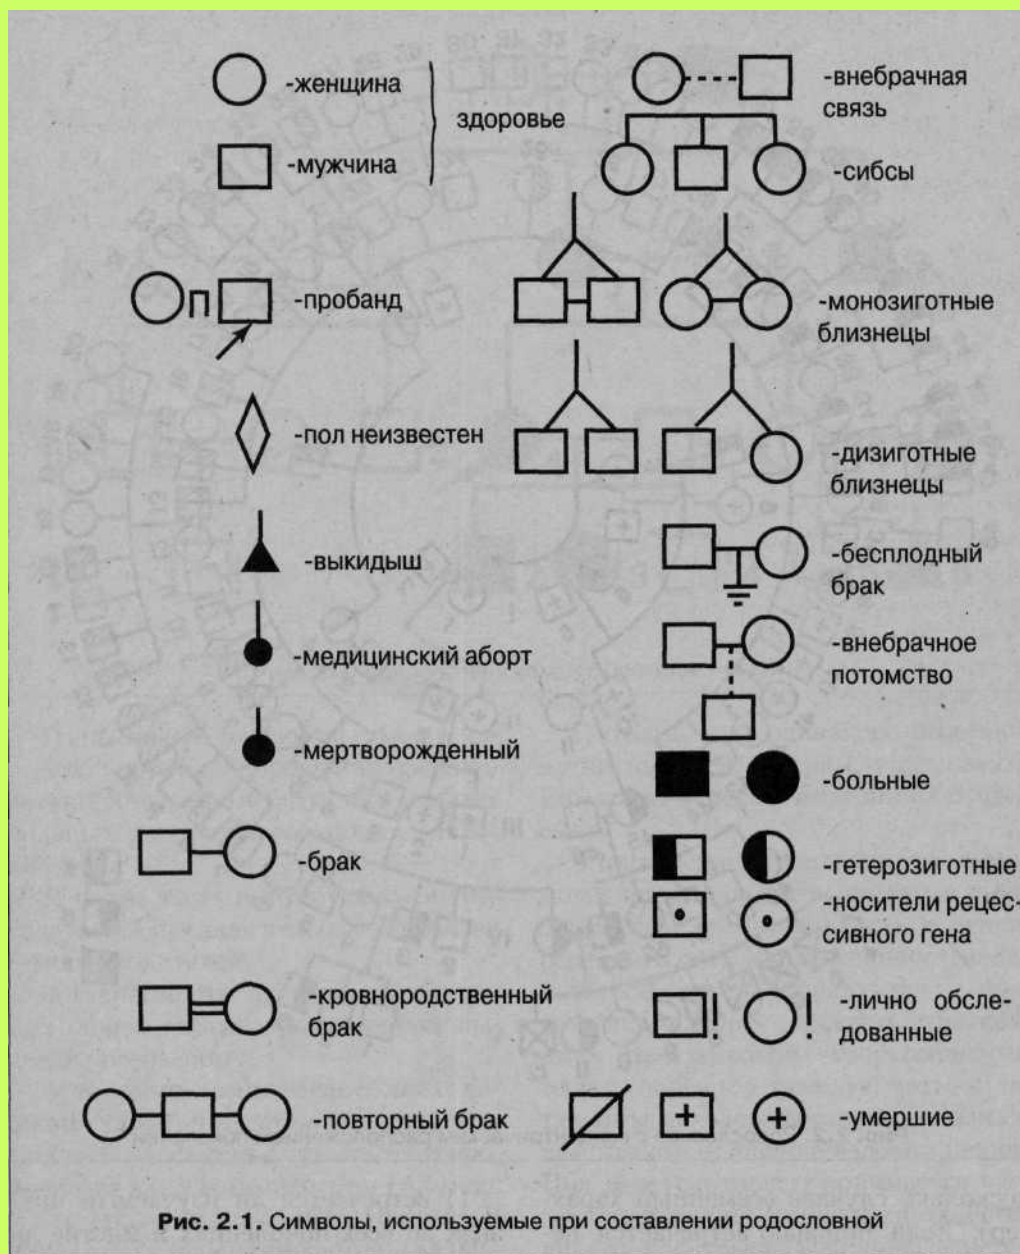 -женщина
здоровье
-мужчина
П
-пробанд
-пол неизвестен
-выкидыш
-медицинский аборт
-мертворожденный
-брак
-кровнородственный
брак
-повторный брак
-внебрачная
связь
-сибсы
-монозиготные
близнецы
-дизиготные
близнецы
-бесплодный
брак
-внебрачное
потомство
-больные
-гетерозиготные
-носители рецес-
сивного гена
! !
-лично обсле-
дованные
+ +
-умершие
Рис. 2.1. Символы, используемые при составлении родословной